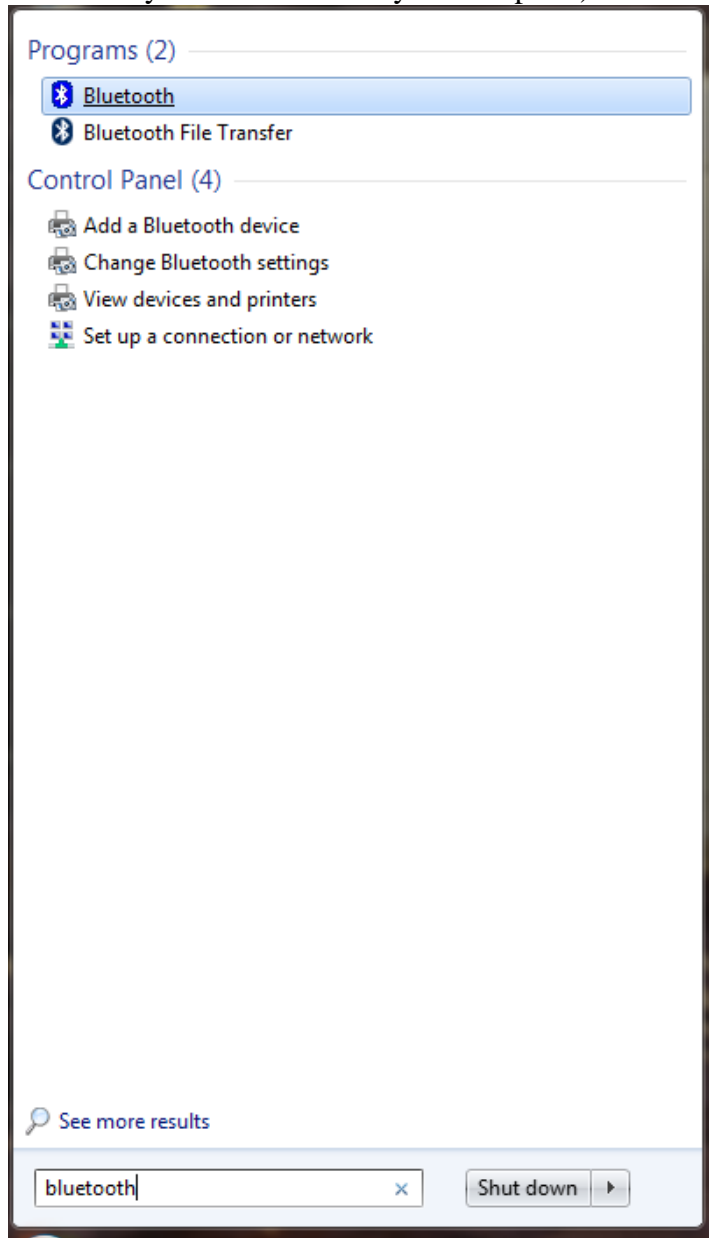 Programs (2)
Bluetooth
Bluetooth File Transfer
Control Panel (4)
Add a Bluetooth device
Change Bluetooth settings
View devices and printers
Set up a connection or network
See more results
bluetooth
Shut down